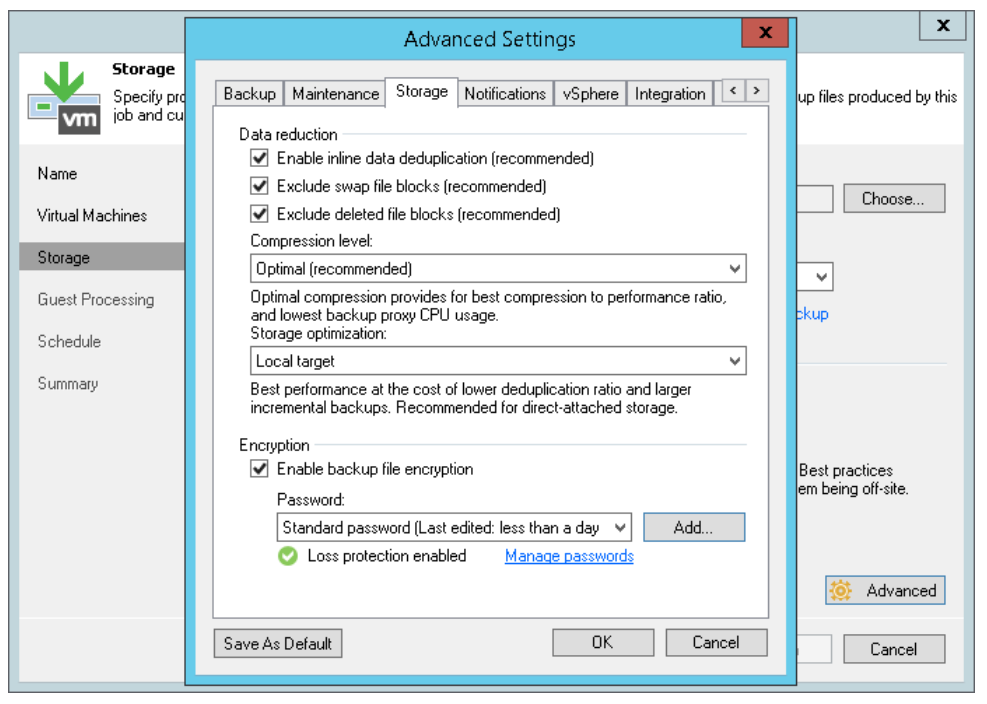 X
Advanced Settings
x
Storage
Specify pro
job and cu
vm
up files produced by this
Backup Maintenance Storage Notifications vSphere Integration < >
Name
Virtual Machines
Storage
Guest Processing
Schedule
Summary
Data reduction
Enable inline data deduplication (recommended)
Exclude swap file blocks (recommended)
Exclude deleted file blocks (recommended)
Compression level:
Optimal (recommended)
Optimal compression provides for best compression to performance ratio,
and lowest backup proxy CPU usage.
Storage optimization:
Local target
Best performance at the cost of lower deduplication ratio and larger
incremental backups. Recommended for direct-attached storage.
Encryption
Enable backup file encryption
Password:
Standard password (Last edited: less than a day
Add...
Loss protection enabled Manage passwords
Save As Default OK Cancel
Choose...
ckup
Best practices
em being off-site.
Advanced
Cancel